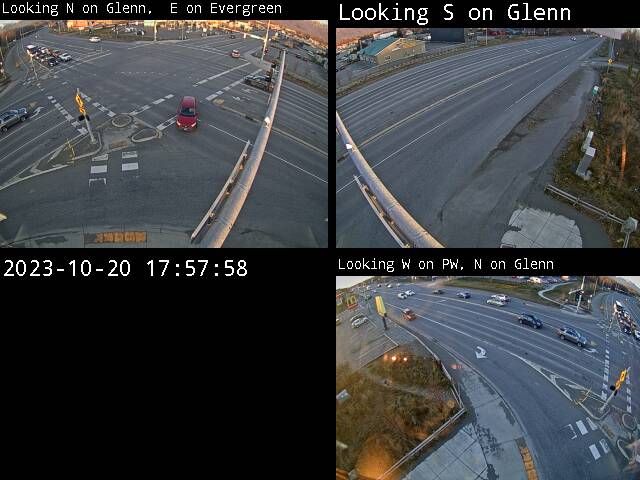 Looking N on Glenn,  E on Evergreen
Looking S on Glenn
2023-10-20 17:57:58
Looking W on PW, N on Glenn